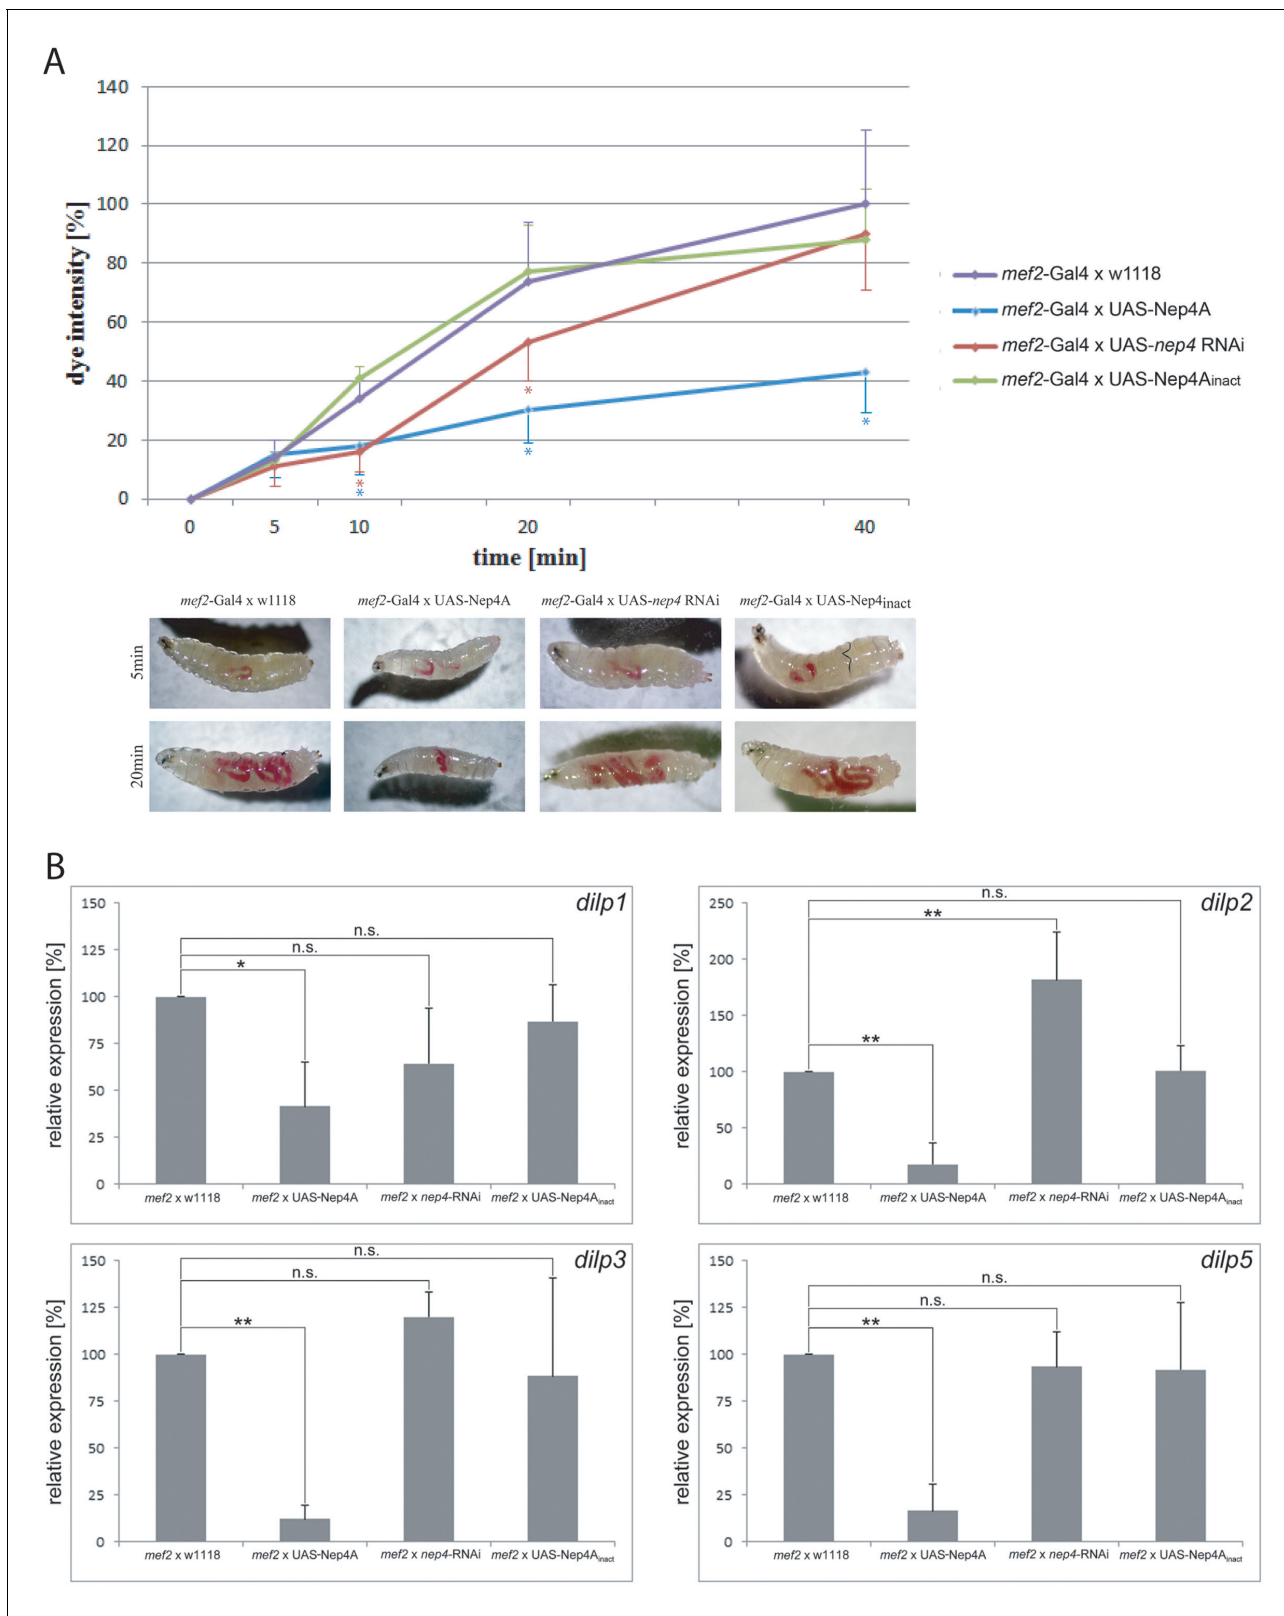 A
140
120
100
80
60
40
20
0
dye intensity [%]
0 5 10 20 40
time [min]
mef2-Gal4 x w1118
mef2-Gal4 x UAS-Nep4A
mef2-Gal4 x UAS-nep4 RNAi
mef2-Gal4 x UAS-Nep4Ainact
* * * * *
mef2-Gal4 x w1118 mef2-Gal4 x UAS-Nep4A mef2-Gal4 x UAS-nep4 RNAi mef2-Gal4 x UAS-Nep4inact
5min
20min
B
dilp1
relative expression [%]
150
125
100
75
50
25
0
n.s.
n.s.
*
mef2 x w1118 mef2 x UAS-Nep4A mef2 x nep4-RNAi mef2 x UAS-Nep4Ainact
dilp2
relative expression [%]
250
200
150
100
50
0
n.s.
**
**
mef2 x w1118 mef2 x UAS-Nep4A mef2 x nep4-RNAi mef2 x UAS-Nep4Ainact
dilp3
relative expression [%]
150
125
100
75
50
25
0
n.s.
n.s.
**
mef2 x w1118 mef2 x UAS-Nep4A mef2 x nep4-RNAi mef2 x UAS-Nep4Ainact
dilp5
relative expression [%]
150
125
100
75
50
25
0
n.s.
n.s.
**
mef2 x w1118 mef2 x UAS-Nep4A mef2 x nep4-RNAi mef2 x UAS-Nep4Ainact